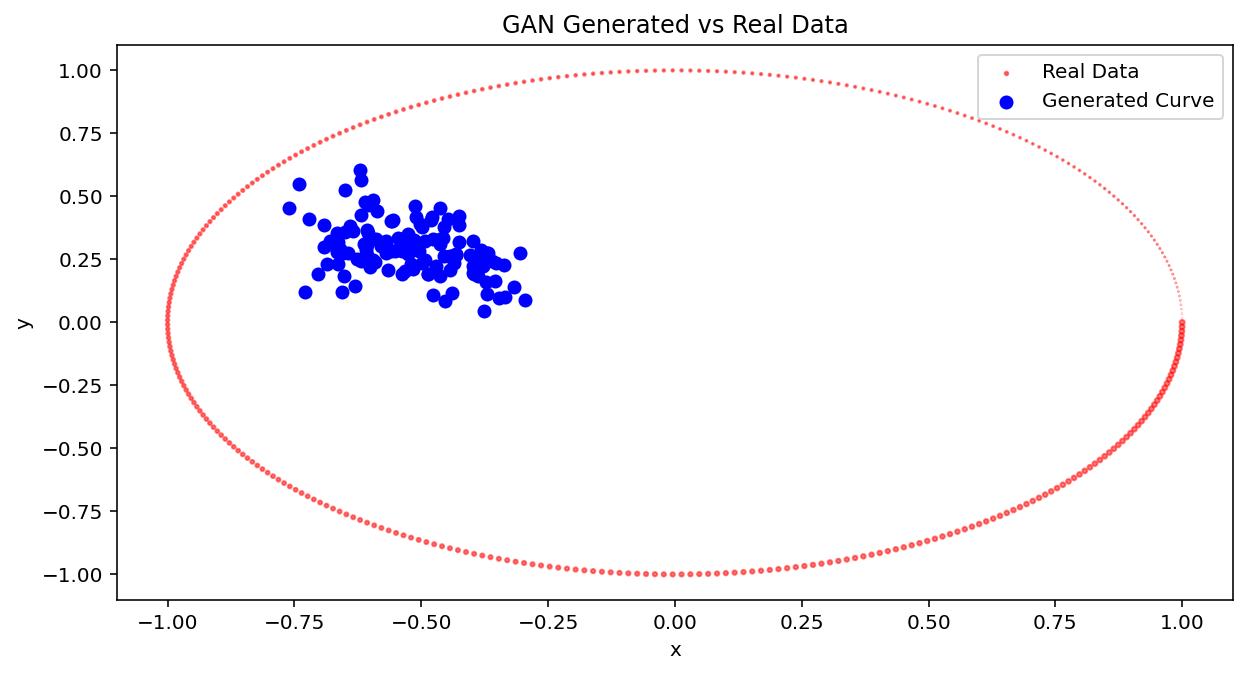 GAN Generated vs Real Data
Real Data
Generated Curve
1.00
0.75
0.50
0.25
0.00
−0.25
−0.50
−0.75
−1.00
y
−1.00 −0.75 −0.50 −0.25 0.00 0.25 0.50 0.75 1.00
x